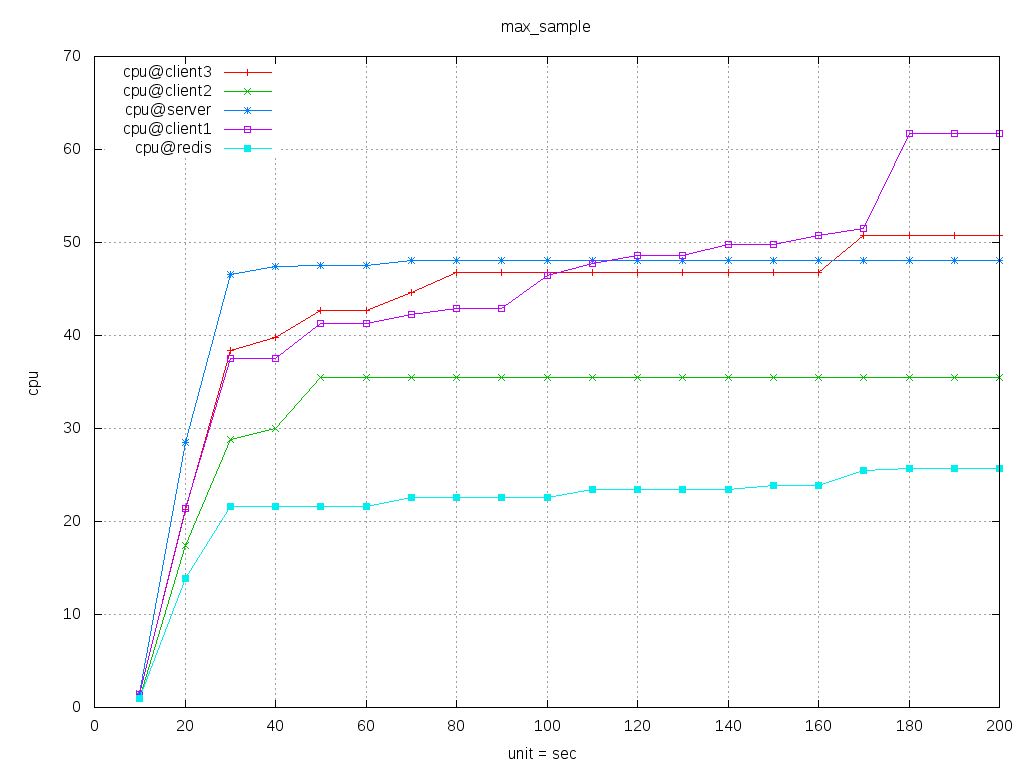 max_sample
70
60
50
40
30
20
10
0
cpu
cpu@client3
cpu@client2
cpu@server
cpu@client1
cpu@redis
0 20 40 60 80 100 120 140 160 180 200
unit = sec